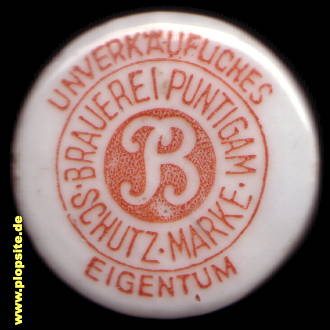 UNVERKÄUFLICHES
BRAUEREI PUNTIGAM
B
· SCHUTZ · MARKE ·
EIGENTUM
www.plopsite.de